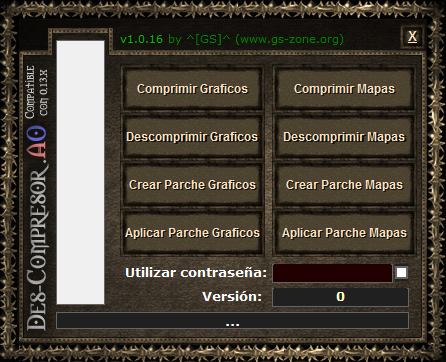 v1.0.16 by ^[GS]^ (www.gs-zone.org)
X
Des-Compresor.AO
Compatible
con 0.13.X
Comprimir Graficos
Comprimir Mapas
Descomprimir Graficos
Descomprimir Mapas
Crear Parche Graficos
Crear Parche Mapas
Aplicar Parche Graficos
Aplicar Parche Mapas
Utilizar contraseña:
Versión:
0
...